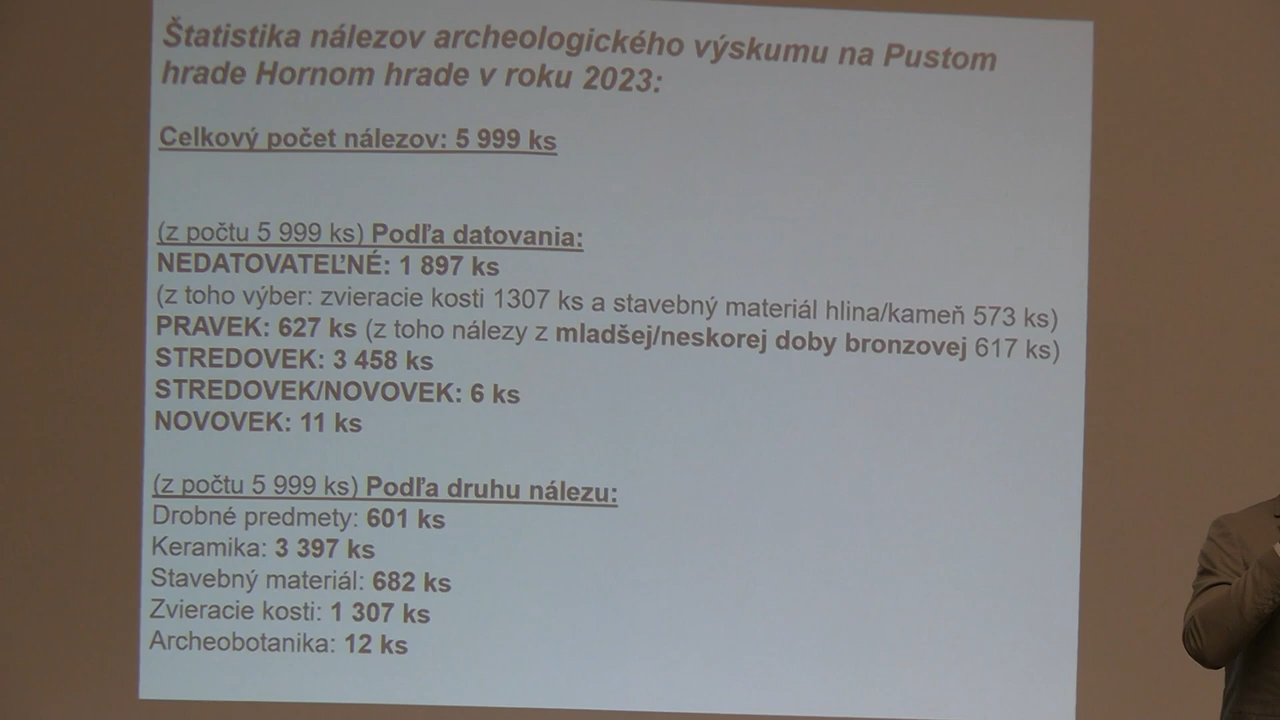 Štatistika nálezov archeologického výskumu na Pustom
hrade Hornom hrade v roku 2023:
Celkový počet nálezov: 5 999 ks
(z počtu 5 999 ks) Podľa datovania:
NEDATOVATEĽNÉ: 1 897 ks
(z toho výber: zvieracie kosti 1307 ks a stavebný materiál hlina/kameň 573 ks)
PRAVEK: 627 ks (z toho nálezy z mladšej/neskorej doby bronzovej 617 ks)
STREDOVEK: 3 458 ks
STREDOVEK/NOVOVEK: 6 ks
NOVOVEK: 11 ks
(z počtu 5 999 ks) Podľa druhu nálezu:
Drobné predmety: 601 ks
Keramika: 3 397 ks
Stavebný materiál: 682 ks
Zvieracie kosti: 1 307 ks
Archeobotanika: 12 ks